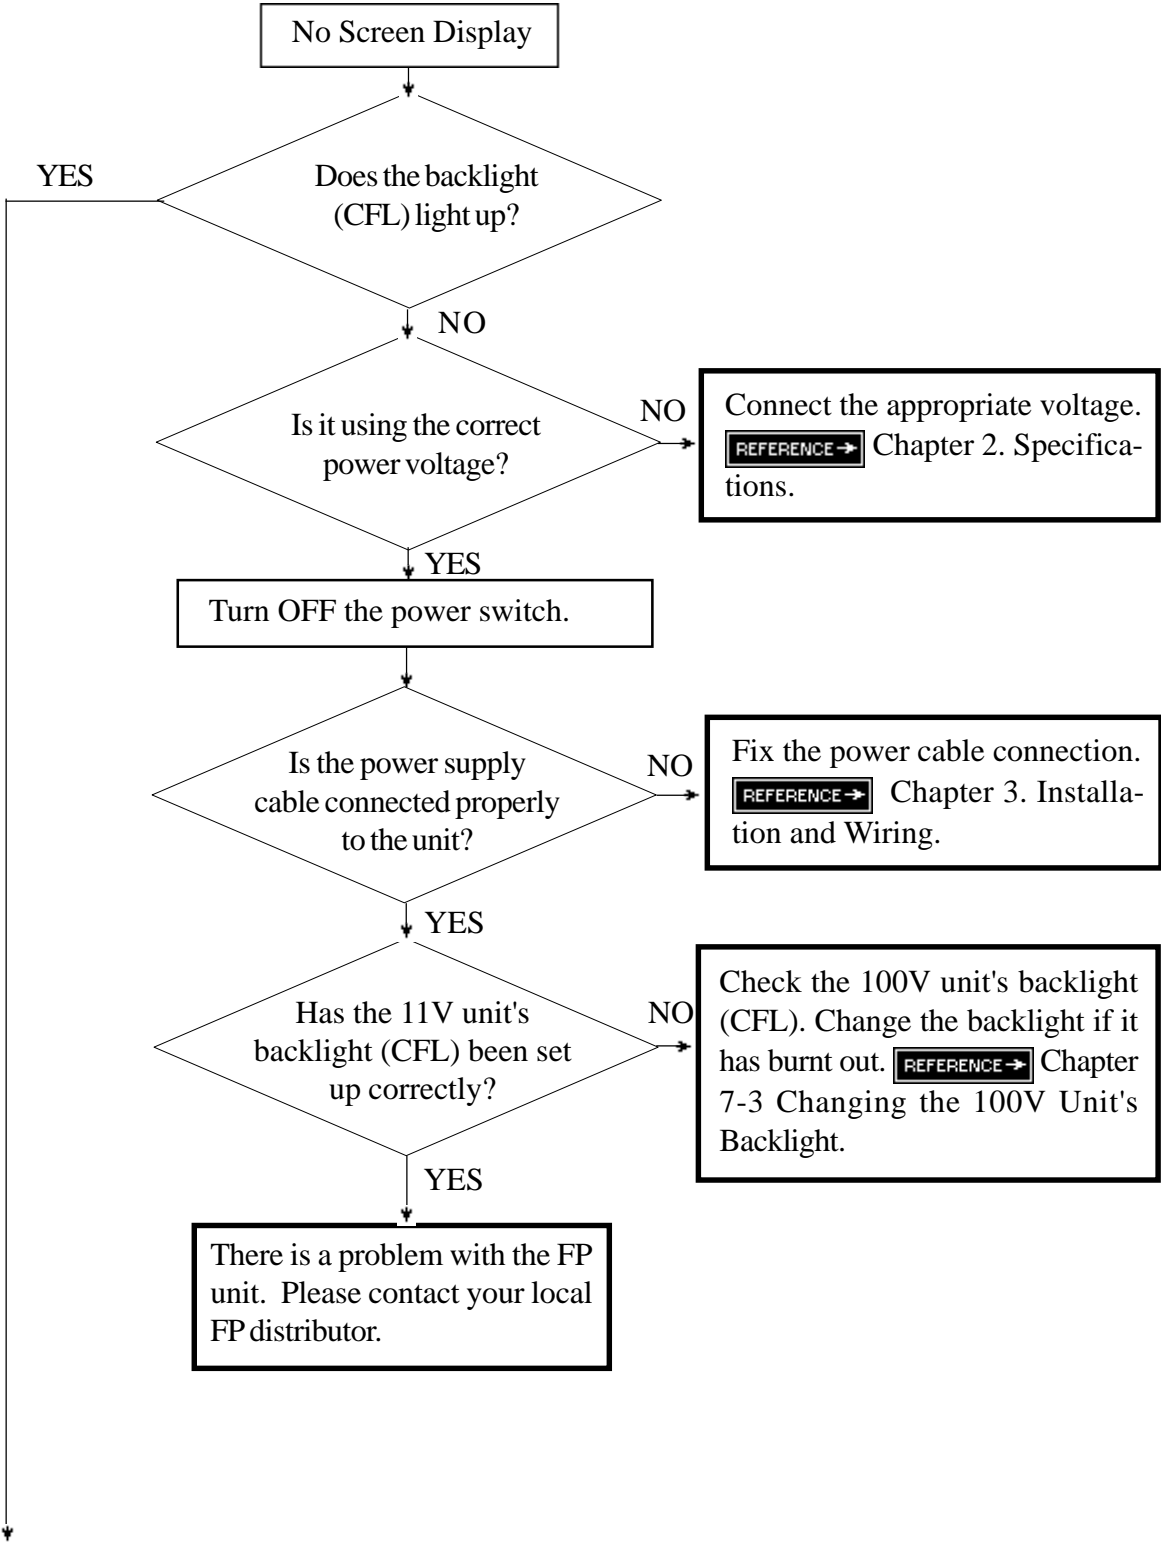 No Screen Display
YES
Does the backlight
(CFL) light up?
NO
Is it using the correct
power voltage?
NO
Connect the appropriate voltage.
REFERENCE Chapter 2. Specifica-
tions.
YES
Turn OFF the power switch.
Is the power supply
cable connected properly
to the unit?
NO
Fix the power cable connection.
REFERENCE Chapter 3. Installa-
tion and Wiring.
YES
Has the 11V unit's
backlight (CFL) been set
up correctly?
NO
Check the 100V unit's backlight
(CFL). Change the backlight if it
has burnt out. REFERENCE Chapter
7-3 Changing the 100V Unit's
Backlight.
YES
There is a problem with the FP
unit. Please contact your local
FP distributor.